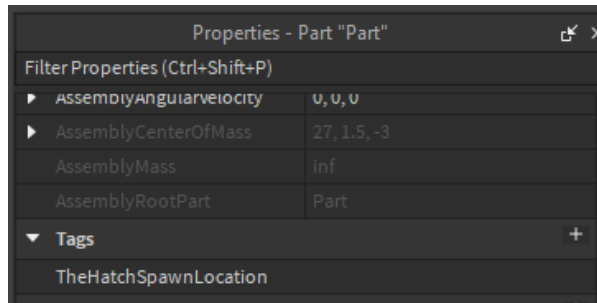 Properties - Part "Part"
Filter Properties (Ctrl+Shift+P)
AssemblyAngularVelocity 0, 0, 0
AssemblyCenterOfMass 27, 1.5, -3
AssemblyMass inf
AssemblyRootPart Part
Tags +
TheHatchSpawnLocation